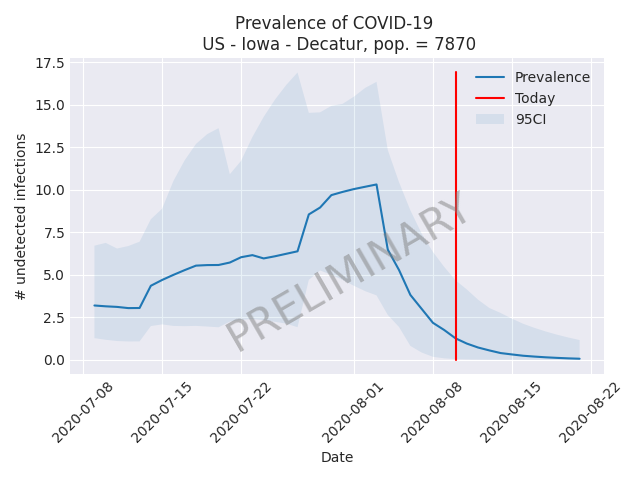 Prevalence of COVID-19
US - Iowa - Decatur, pop. = 7870
17.5
15.0
12.5
10.0
7.5
5.0
2.5
0.0
# undetected infections
Prevalence
Today
95CI
PRELIMINARY
2020-07-08
2020-07-15
2020-07-22
2020-08-01
2020-08-08
2020-08-15
2020-08-22
Date